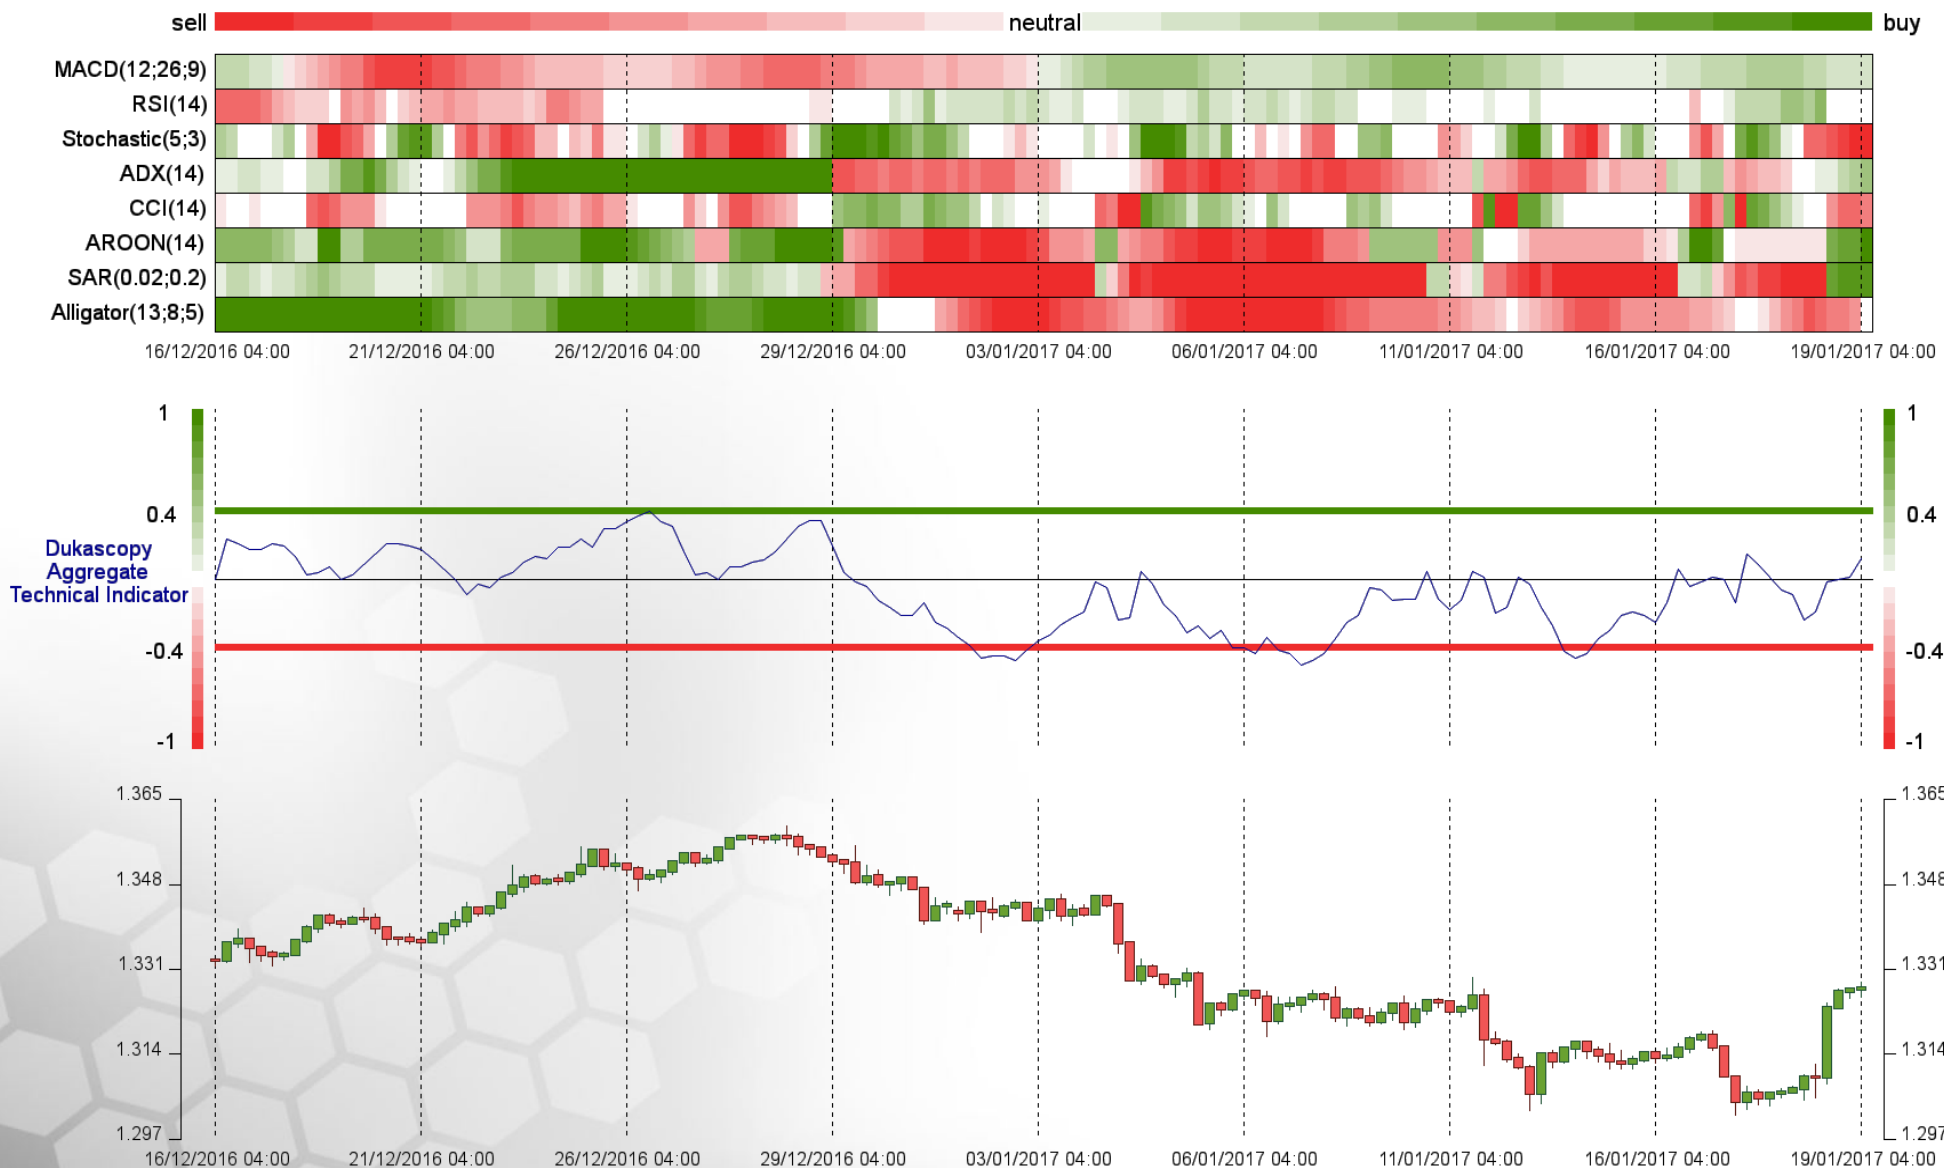 sell neutral buy
MACD(12;26;9)
RSI(14)
Stochastic(5;3)
ADX(14)
CCI(14)
AROON(14)
SAR(0.02;0.2)
Alligator(13;8;5)
16/12/2016 04:00 21/12/2016 04:00 26/12/2016 04:00 29/12/2016 04:00 03/01/2017 04:00 06/01/2017 04:00 11/01/2017 04:00 16/01/2017 04:00 19/01/2017 04:00
1 1
0.4 0.4
Dukascopy
Aggregate
Technical Indicator
-0.4 -0.4
-1 -1
1.365 1.365
1.348 1.348
1.331 1.331
1.314 1.314
1.297 1.297
16/12/2016 04:00 21/12/2016 04:00 26/12/2016 04:00 29/12/2016 04:00 03/01/2017 04:00 06/01/2017 04:00 11/01/2017 04:00 16/01/2017 04:00 19/01/2017 04:00